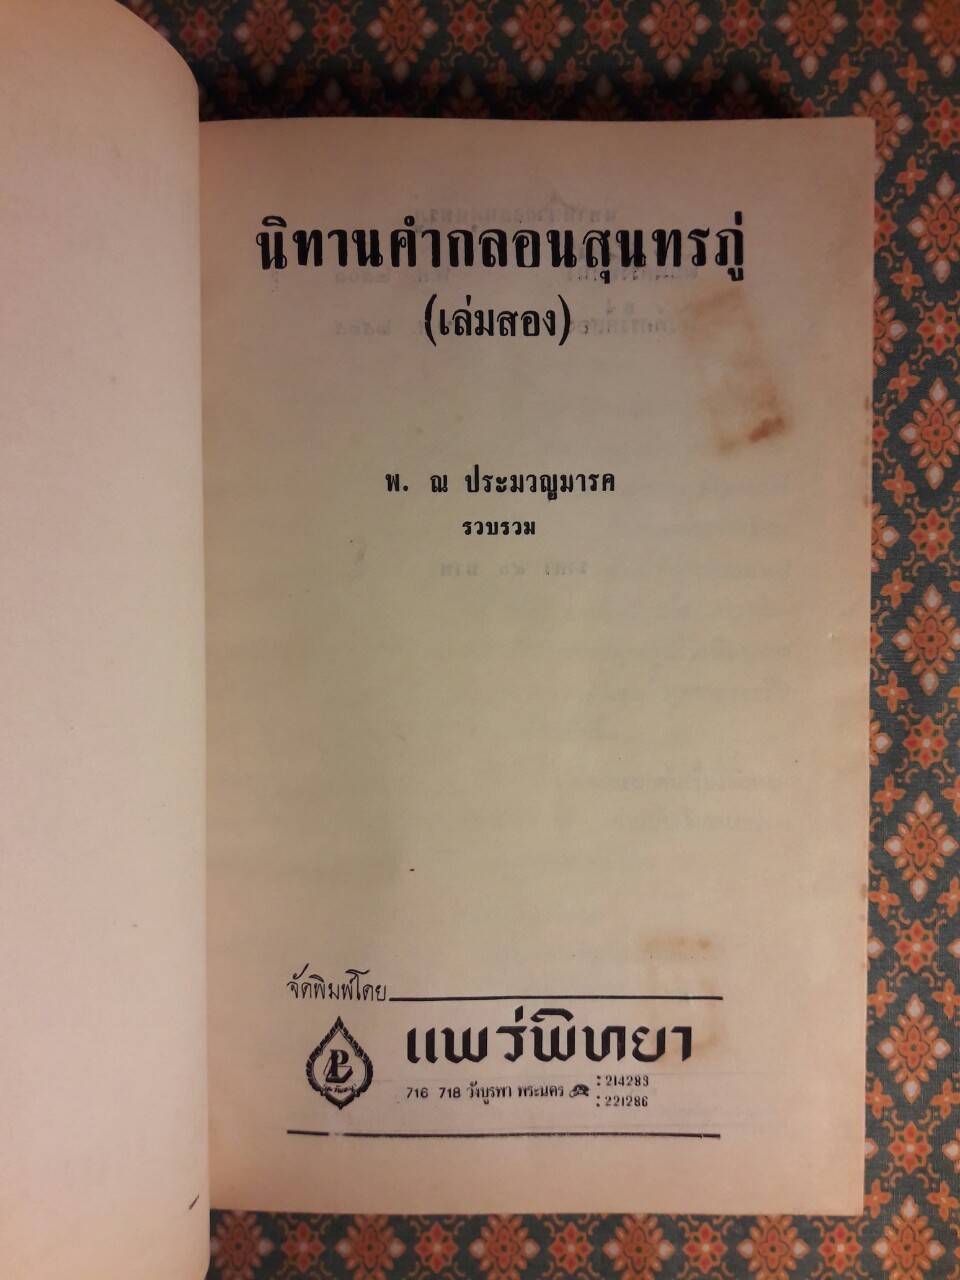 นิทานคำกลอนสุนทรภู่
(เล่มสอง)
พ. ณ ประมวญมารค
รวบรวม
จัดพิมพ์โดย
แพร่พิทยา
716 718 วังบูรพา พระนคร ☎ : 214283
: 221286